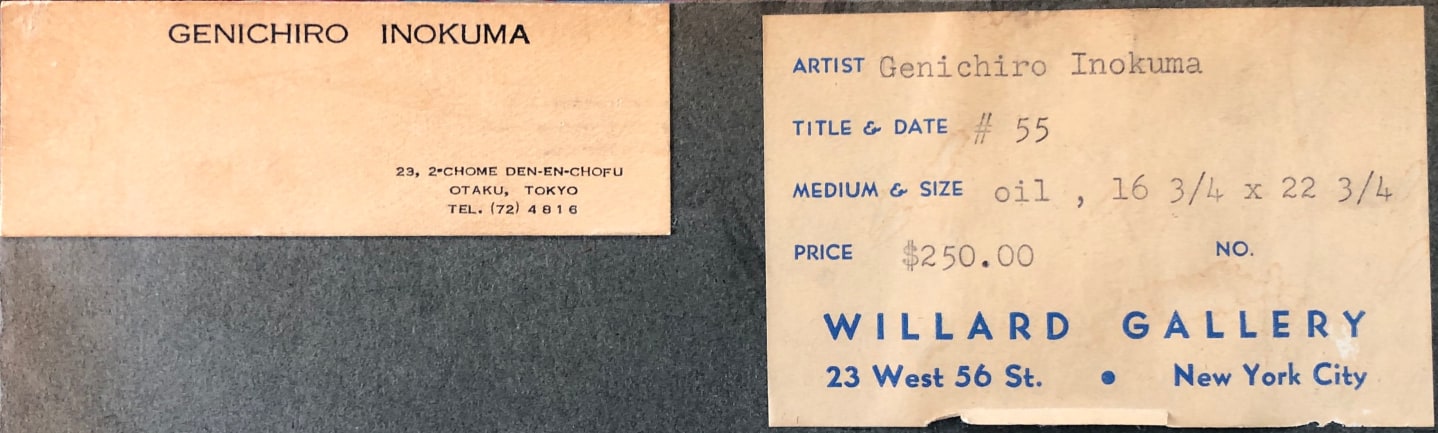 GENICHIRO INOKUMA
23, 2-CHOME DEN-EN-CHOFU
OTAKU, TOKYO
TEL. (72) 4816
ARTIST Genichiro Inokuma
TITLE & DATE # 55
MEDIUM & SIZE oil , 16 3/4 x 22 3/4
PRICE $250.00 NO.
WILLARD GALLERY
23 West 56 St. • New York City